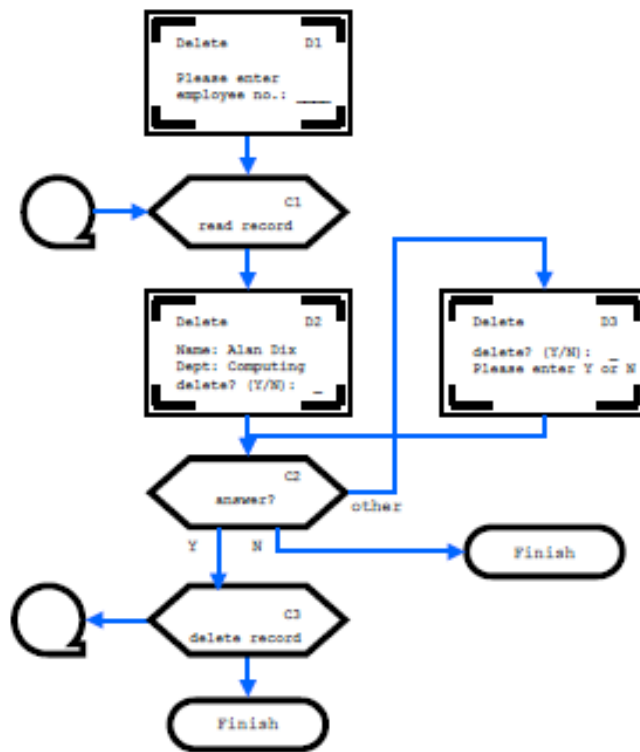 Delete D1
Please enter
employee no.: ____
C1
read record
Delete D2
Name: Alan Dix
Dept: Computing
delete? (Y/N): _
Delete D3
delete? (Y/N): _
Please enter Y or N
C2
answer?
other
Y N
Finish
C3
delete record
Finish